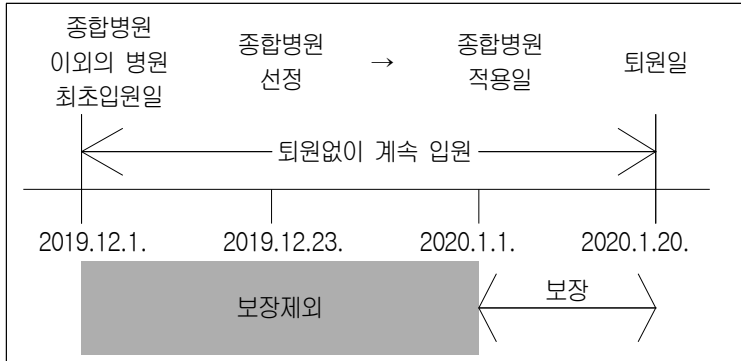 종합병원
이외의 병원
최초입원일
종합병원
선정
→
종합병원
적용일
퇴원일
퇴원없이 계속 입원
2019.12.1.
2019.12.23.
2020.1.1.
2020.1.20.
보장제외
보장